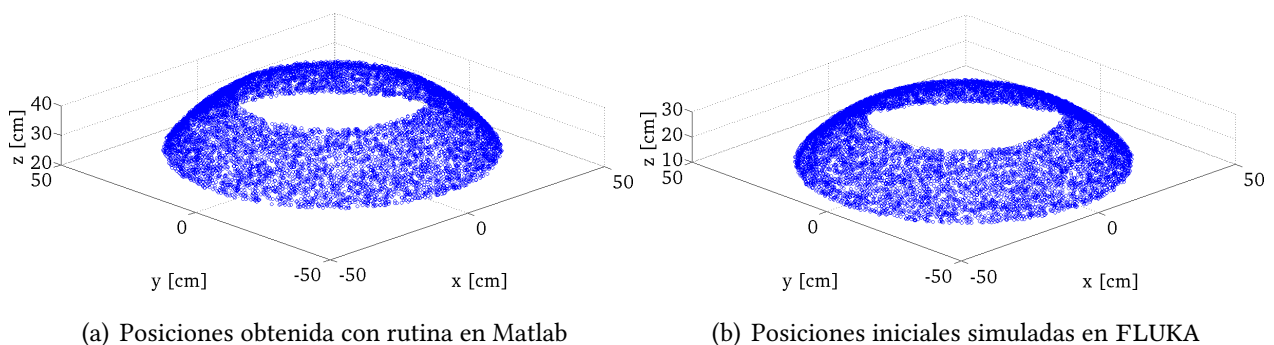 40
30
20
50
z [cm]
0
-50
y [cm]
-50
0
50
x [cm]
(a) Posiciones obtenida con rutina en Matlab
30
20
10
50
z [cm]
0
-50
y [cm]
-50
0
50
x [cm]
(b) Posiciones iniciales simuladas en FLUKA